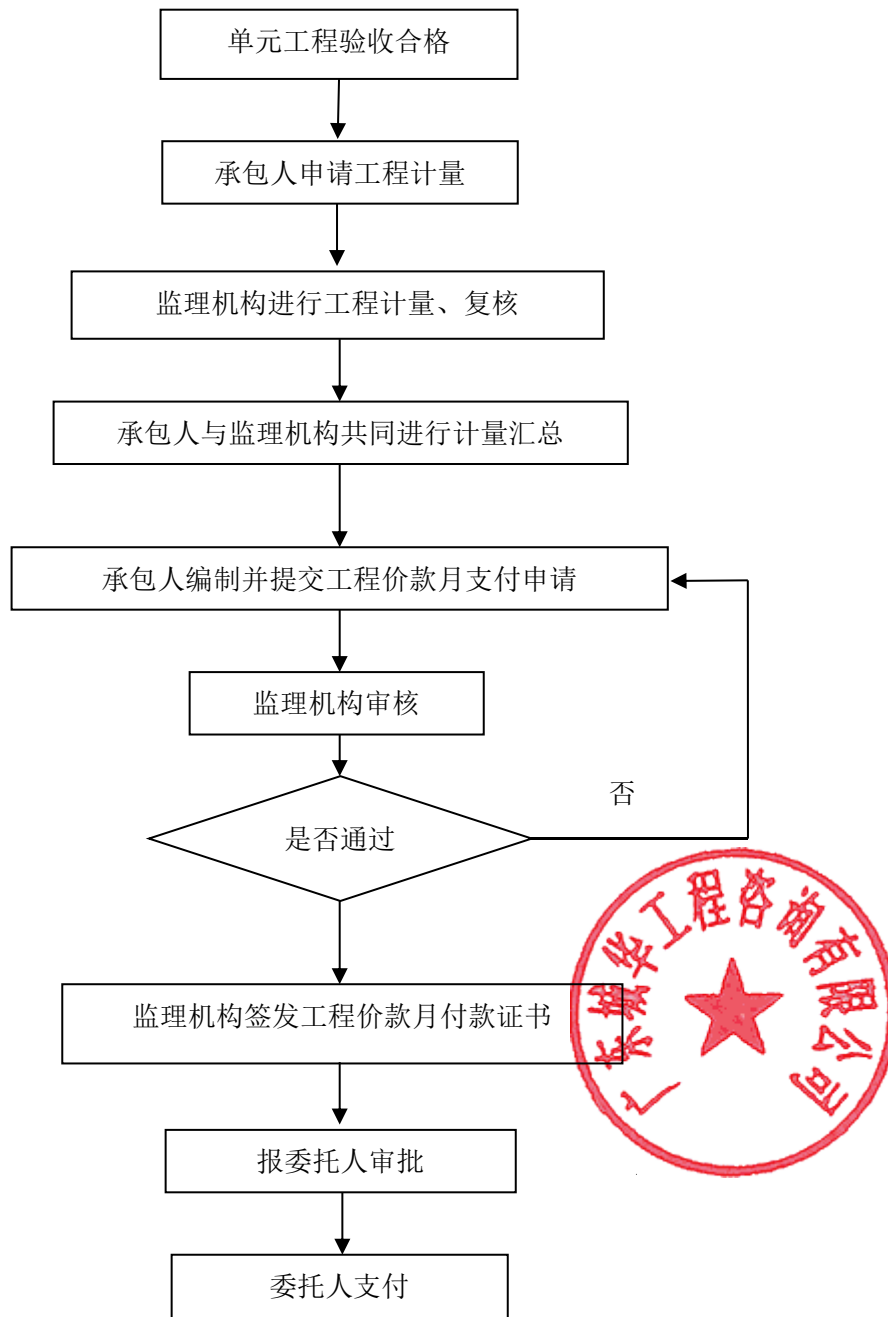 单元工程验收合格
承包人申请工程计量
监理机构进行工程计量、复核
承包人与监理机构共同进行计量汇总
承包人编制并提交工程价款月支付申请
监理机构审核
否
是否通过
监理机构签发工程价款月付款证书
报委托人审批
委托人支付
广东城华工程咨询有限公司